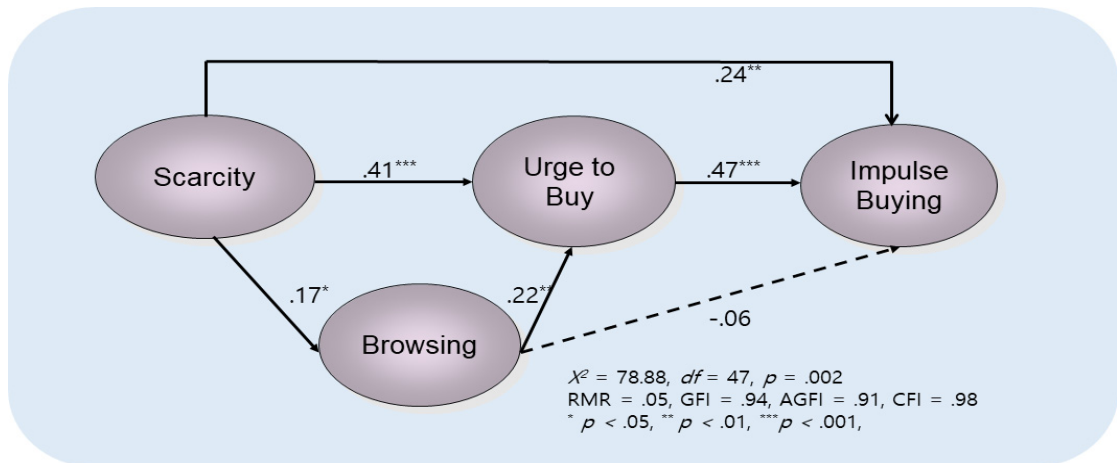 .24**
Scarcity
.41***
Urge to
Buy
.47***
Impulse
Buying
.17*
.22**
Browsing
-.06
X² = 78.88, df = 47, p = .002
RMR = .05, GFI = .94, AGFI = .91, CFI = .98
* p < .05, ** p < .01, ***p < .001,